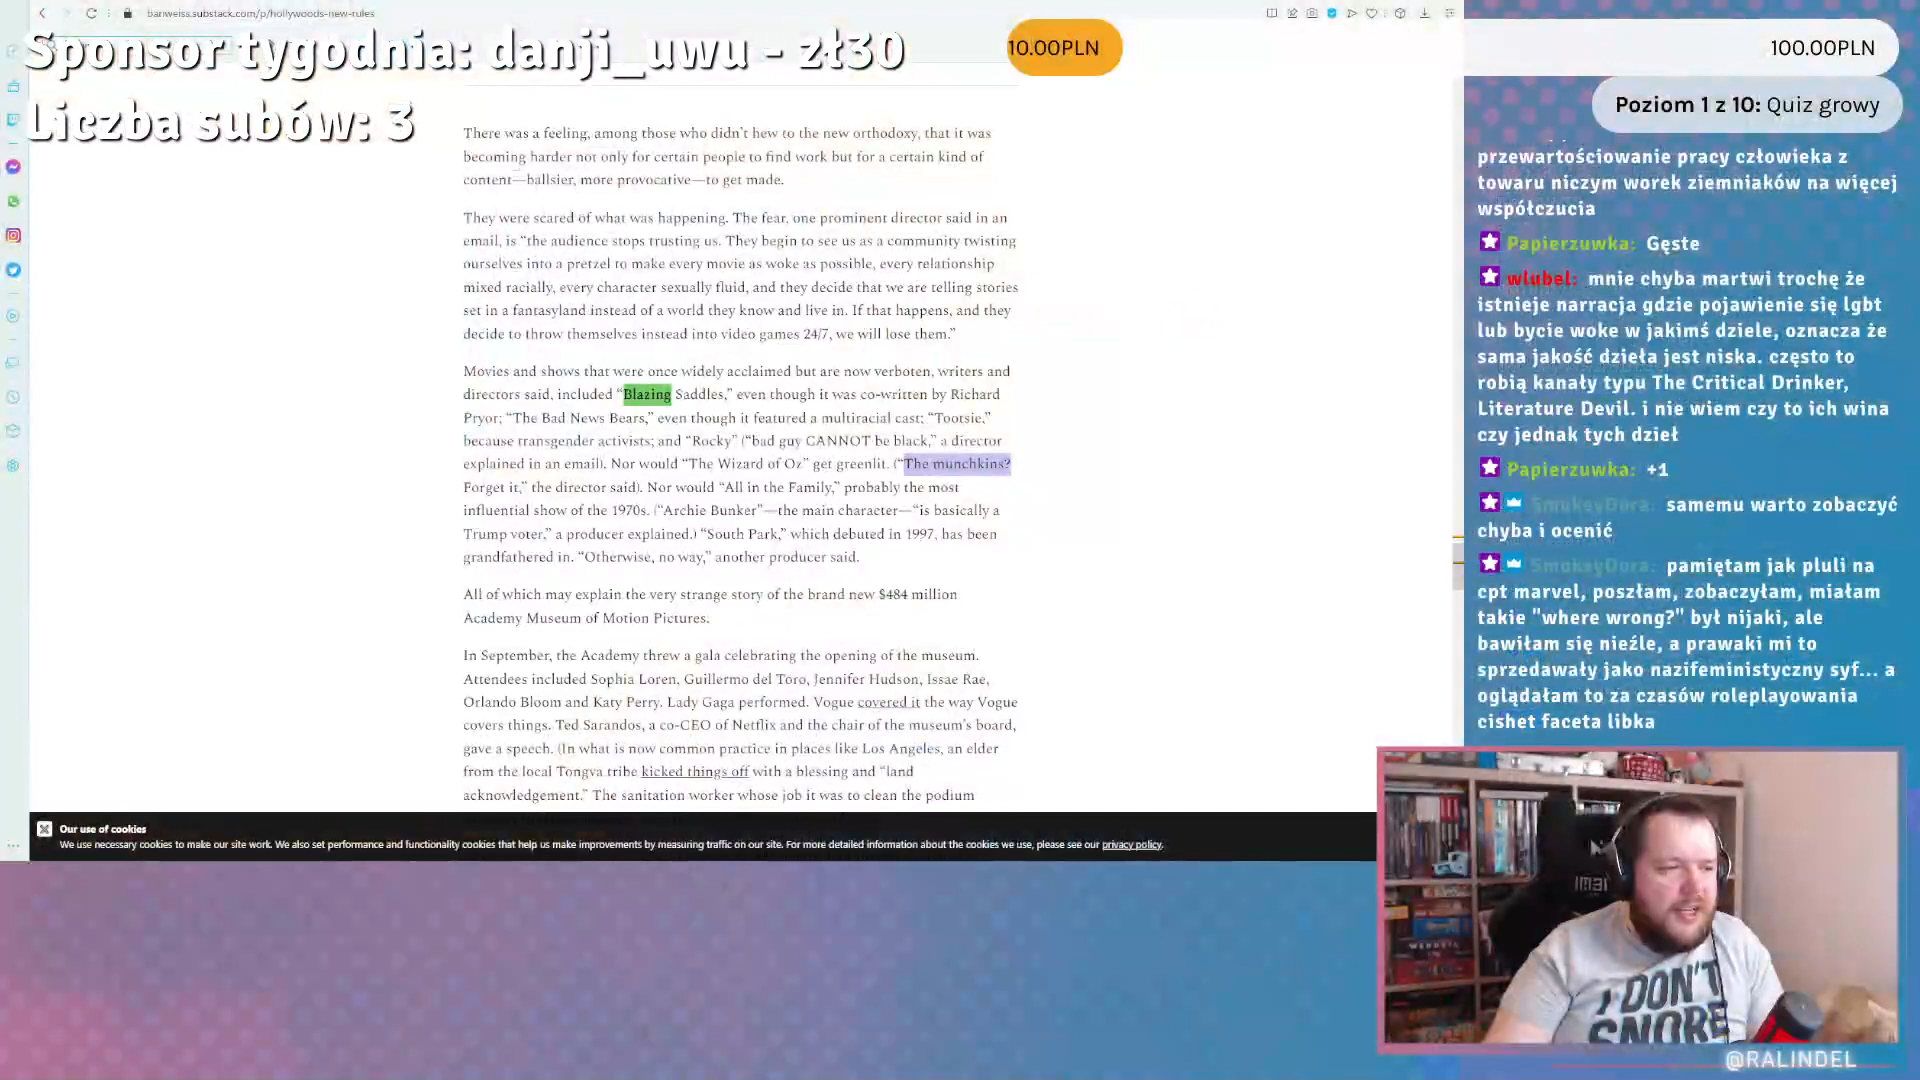 bariweiss.substack.com/p/hollywoods-new-rules
Sponsor tygodnia: danji_uwu - zł30
Liczba subów: 3
10.00PLN
100.00PLN
Poziom 1 z 10: Quiz growy
There was a feeling, among those who didn't hew to the new orthodoxy, that it was
becoming harder not only for certain people to find work but for a certain kind of
content—ballsier, more provocative—to get made.
They were scared of what was happening. The fear, one prominent director said in an
email, is “the audience stops trusting us. They begin to see us as a community twisting
ourselves into a pretzel to make every movie as woke as possible, every relationship
mixed racially, every character sexually fluid, and they decide that we are telling stories
set in a fantasyland instead of a world they know and live in. If that happens, and they
decide to throw themselves instead into video games 24/7, we will lose them.”
Movies and shows that were once widely acclaimed but are now verboten, writers and
directors said, included “Blazing Saddles,” even though it was co-written by Richard
Pryor; “The Bad News Bears,” even though it featured a multiracial cast; “Tootsie,”
because transgender activists; and “Rocky” (“bad guy CANNOT be black,” a director
explained in an email). Nor would “The Wizard of Oz” get greenlit. (“The munchkins?
Forget it,” the director said). Nor would “All in the Family,” probably the most
influential show of the 1970s. (“Archie Bunker”—the main character—“is basically a
Trump voter,” a producer explained.) “South Park,” which debuted in 1997, has been
grandfathered in. “Otherwise, no way,” another producer said.
All of which may explain the very strange story of the brand new $484 million
Academy Museum of Motion Pictures.
In September, the Academy threw a gala celebrating the opening of the museum.
Attendees included Sophia Loren, Guillermo del Toro, Jennifer Hudson, Issae Rae,
Orlando Bloom and Katy Perry. Lady Gaga performed. Vogue covered it the way Vogue
covers things. Ted Sarandos, a co-CEO of Netflix and the chair of the museum's board,
gave a speech. (In what is now common practice in places like Los Angeles, an elder
from the local Tongva tribe kicked things off with a blessing and “land
acknowledgement.” The sanitation worker whose job it was to clean the podium
Our use of cookies
We use necessary cookies to make our site work. We also set performance and functionality cookies that help us make improvements by measuring traffic on our site. For more detailed information about the cookies we use, please see our privacy policy.
przewartościowanie pracy człowieka z
towaru niczym worek ziemniaków na więcej
współczucia
Papierzuwka: Gęste
wlubel: mnie chyba martwi trochę że
istnieje narracja gdzie pojawienie się lgbt
lub bycie woke w jakimś dziele, oznacza że
sama jakość dzieła jest niska. często to
robią kanały typu The Critical Drinker,
Literature Devil. i nie wiem czy to ich wina
czy jednak tych dzieł
Papierzuwka: +1
SmokeyDora: samemu warto zobaczyć
chyba i ocenić
SmokeyDora: pamiętam jak pluli na
cpt marvel, poszłam, zobaczyłam, miałam
takie "where wrong?" był nijaki, ale
bawiłam się nieźle, a prawaki mi to
sprzedawały jako nazifeministyczny syf... a
oglądałam to za czasów roleplayowania
cishet faceta libka
I DON'T
SNORE
@RALINDEL